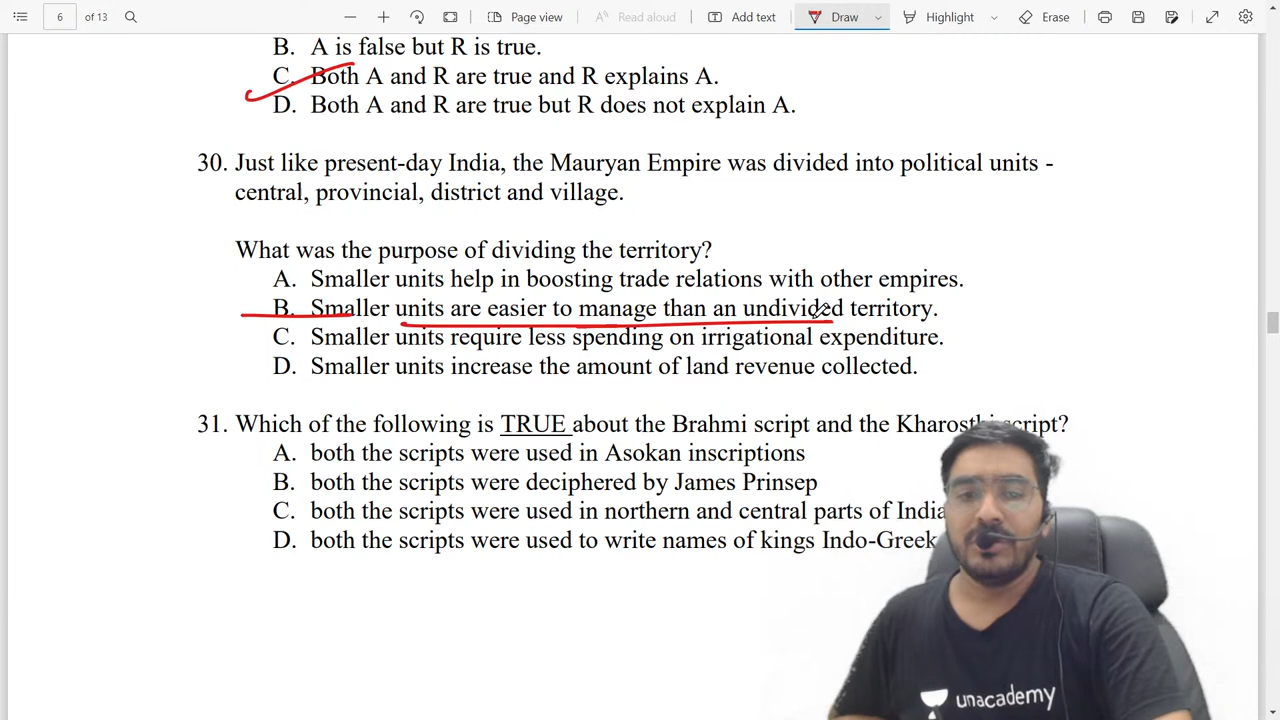 6 of 13
Page view
Read aloud
Add text
Draw
Highlight
Erase
B. A is false but R is true.
C. Both A and R are true and R explains A.
D. Both A and R are true but R does not explain A.
30. Just like present-day India, the Mauryan Empire was divided into political units -
central, provincial, district and village.
What was the purpose of dividing the territory?
A. Smaller units help in boosting trade relations with other empires.
B. Smaller units are easier to manage than an undivided territory.
C. Smaller units require less spending on irrigational expenditure.
D. Smaller units increase the amount of land revenue collected.
31. Which of the following is TRUE about the Brahmi script and the Kharosthi script?
A. both the scripts were used in Asokan inscriptions
B. both the scripts were deciphered by James Prinsep
C. both the scripts were used in northern and central parts of India
D. both the scripts were used to write names of kings Indo-Greek
unacademy